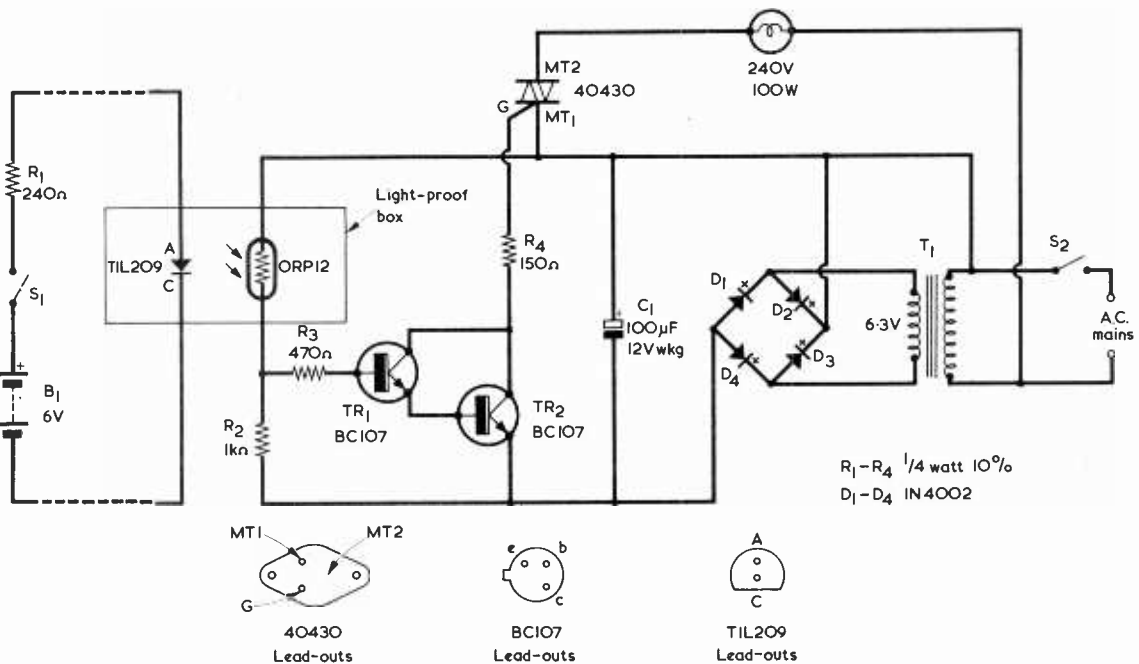 240V
100W
MT2
40430
G
MT1
R1
240Ω
Light-proof
box
A
TIL209
C
ORP12
S1
R4
150Ω
C1
+
100µF
12V wkg
D1
D2
D3
D4
+
+
+
+
6·3V
T1
S2
A.C.
mains
R3
470Ω
+
B1
6V
TR1
BC107
TR2
BC107
R2
1kΩ
R1-R4 1/4 watt 10%
D1-D4 IN4002
MT1
MT2
G
40430
Lead-outs
e
b
c
BC107
Lead-outs
A
C
TIL209
Lead-outs